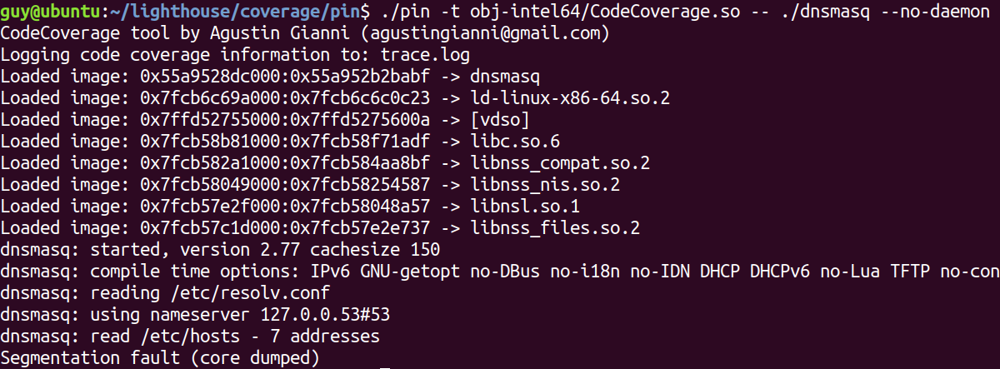 guy@ubuntu:~/lighthouse/coverage/pin$ ./pin -t obj-intel64/CodeCoverage.so -- ./dnsmasq --no-daemon
CodeCoverage tool by Agustin Gianni (agustingianni@gmail.com)
Logging code coverage information to: trace.log
Loaded image: 0x55a9528dc000:0x55a952b2babf -> dnsmasq
Loaded image: 0x7fcb6c69a000:0x7fcb6c6c0c23 -> ld-linux-x86-64.so.2
Loaded image: 0x7ffd52755000:0x7ffd5275600a -> [vdso]
Loaded image: 0x7fcb58b81000:0x7fcb58f71adf -> libc.so.6
Loaded image: 0x7fcb582a1000:0x7fcb584aa8bf -> libnss_compat.so.2
Loaded image: 0x7fcb58049000:0x7fcb58254587 -> libnss_nis.so.2
Loaded image: 0x7fcb57e2f000:0x7fcb58048a57 -> libnsl.so.1
Loaded image: 0x7fcb57c1d000:0x7fcb57e2e737 -> libnss_files.so.2
dnsmasq: started, version 2.77 cachesize 150
dnsmasq: compile time options: IPv6 GNU-getopt no-DBus no-i18n no-IDN DHCP DHCPv6 no-Lua TFTP no-con
dnsmasq: reading /etc/resolv.conf
dnsmasq: using nameserver 127.0.0.53#53
dnsmasq: read /etc/hosts - 7 addresses
Segmentation fault (core dumped)